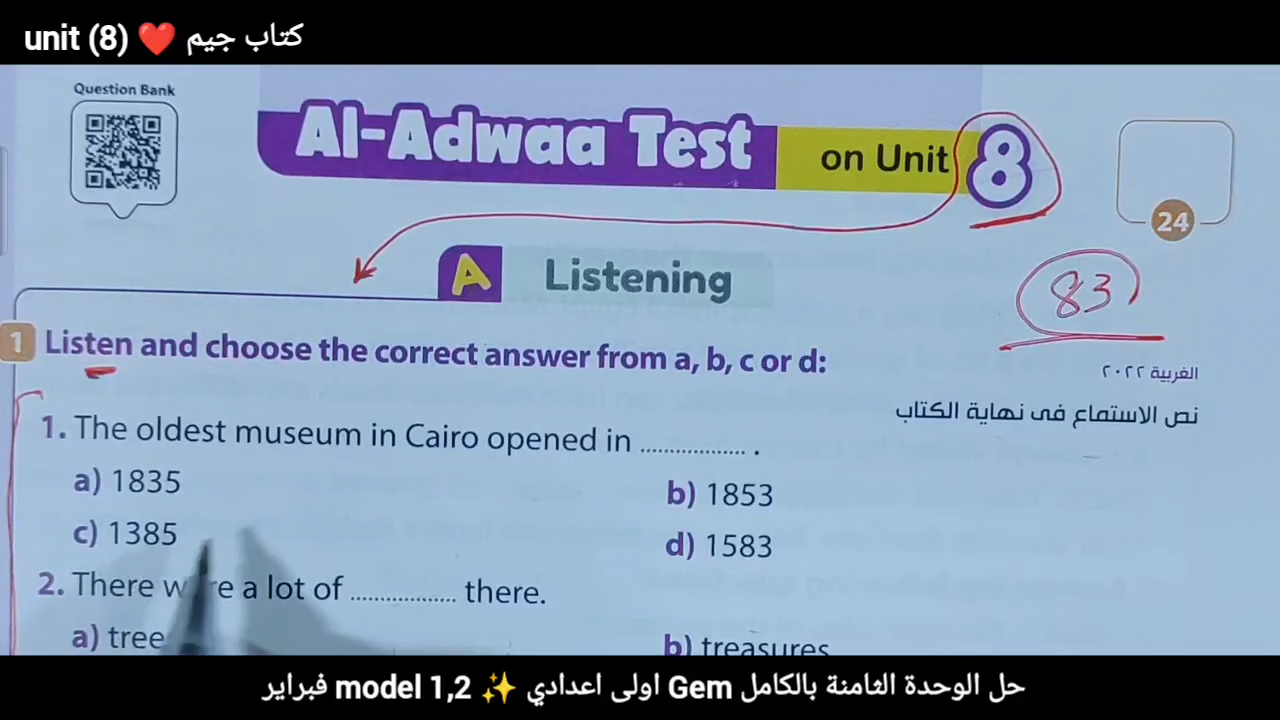 unit (8) ❤️ كتاب جيم
Question Bank
Al-Adwaa Test on Unit 8
24
A Listening
83
1 Listen and choose the correct answer from a, b, c or d:
الغربية ٢٠٢٢
نص الاستماع فى نهاية الكتاب
1. The oldest museum in Cairo opened in ................. .
a) 1835 b) 1853
c) 1385 d) 1583
2. There were a lot of ................. there.
a) tree b) treasures
حل الوحدة الثامنة بالكامل Gem اولى اعدادي ✨ model 1,2 فبراير